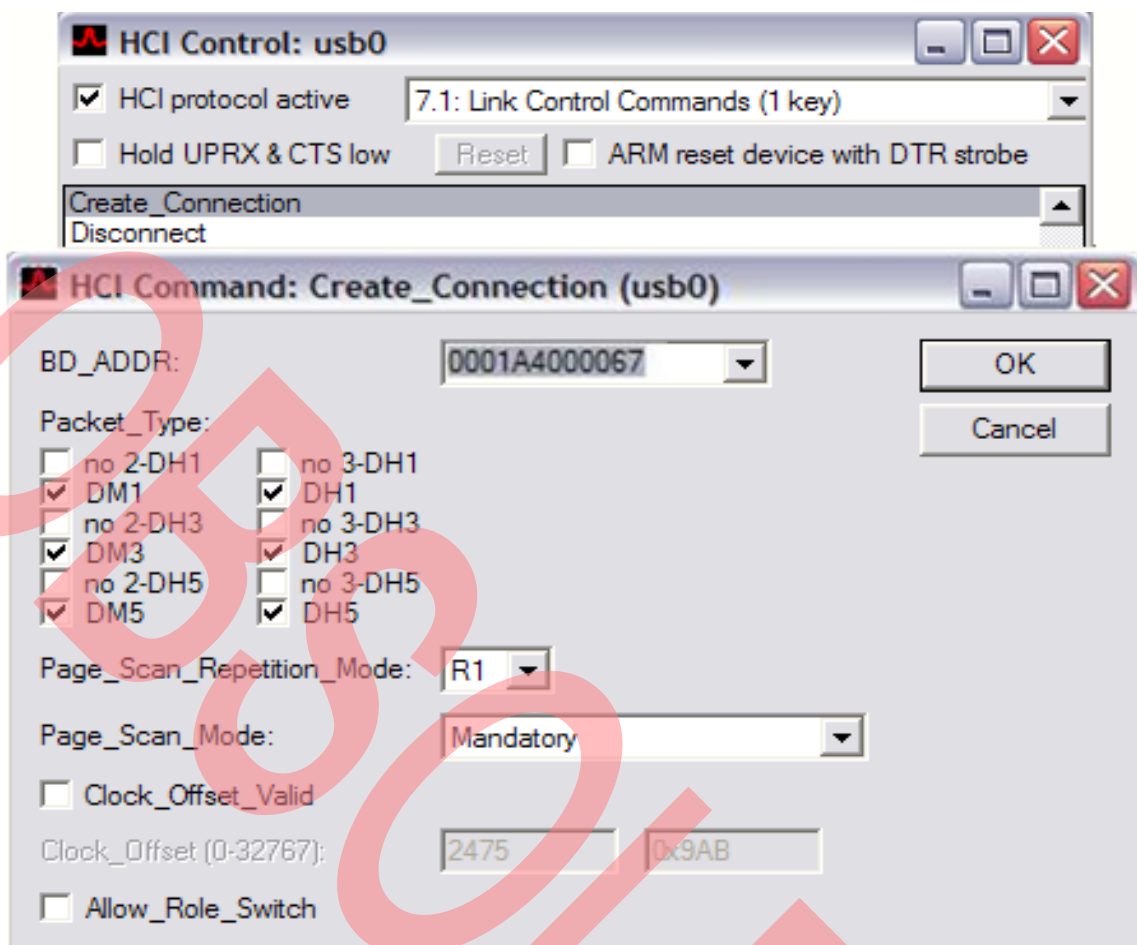 HCI Control: usb0
HCI protocol active 7.1: Link Control Commands (1 key)
Hold UPRX & CTS low Reset ARM reset device with DTR strobe
Create_Connection
Disconnect
HCI Command: Create_Connection (usb0)
BD_ADDR: 0001A4000067 OK
Packet_Type: Cancel
no 2-DH1 no 3-DH1
DM1 DH1
no 2-DH3 no 3-DH3
DM3 DH3
no 2-DH5 no 3-DH5
DM5 DH5
Page_Scan_Repetition_Mode: R1
Page_Scan_Mode: Mandatory
Clock_Offset_Valid
Clock_Offset (0-32767): 2475 0x9AB
Allow_Role_Switch